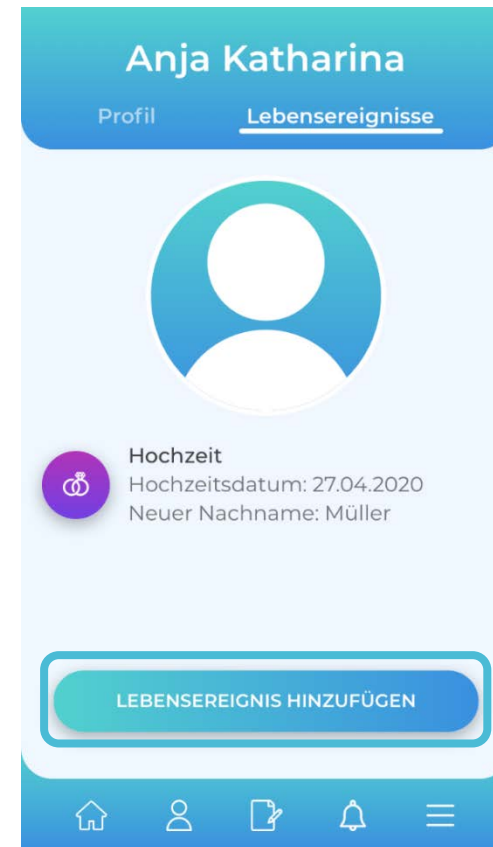 Anja Katharina
Profil Lebensereignisse
Hochzeit
Hochzeitsdatum: 27.04.2020
Neuer Nachname: Müller
LEBENSEREIGNIS HINZUFÜGEN